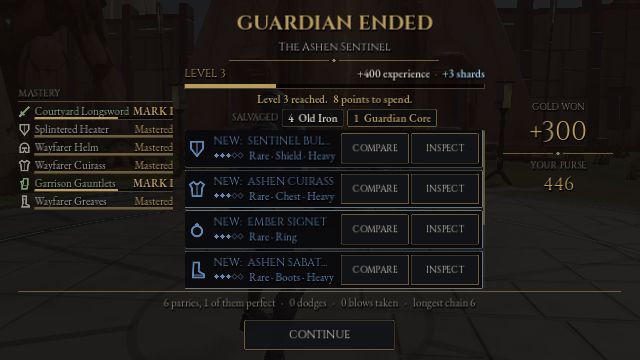 GUARDIAN ENDED
THE ASHEN SENTINEL
LEVEL 3
+400 experience · +3 shards
Level 3 reached. 8 points to spend.
SALVAGED 4 Old Iron 1 Guardian Core
MASTERY
Courtyard Longsword MARK I
Splintered Heater Mastered
Wayfarer Helm Mastered
Wayfarer Cuirass Mastered
Garrison Gauntlets MARK I
Wayfarer Greaves Mastered
NEW: SENTINEL BUL...
Rare · Shield · Heavy
COMPARE INSPECT
NEW: ASHEN CUIRASS
Rare · Chest · Heavy
COMPARE INSPECT
NEW: EMBER SIGNET
Rare · Ring
COMPARE INSPECT
NEW: ASHEN SABAT...
Rare · Boots · Heavy
COMPARE INSPECT
GOLD WON
+300
YOUR PURSE
446
6 parries, 1 of them perfect · 0 dodges · 0 blows taken · longest chain 6
CONTINUE